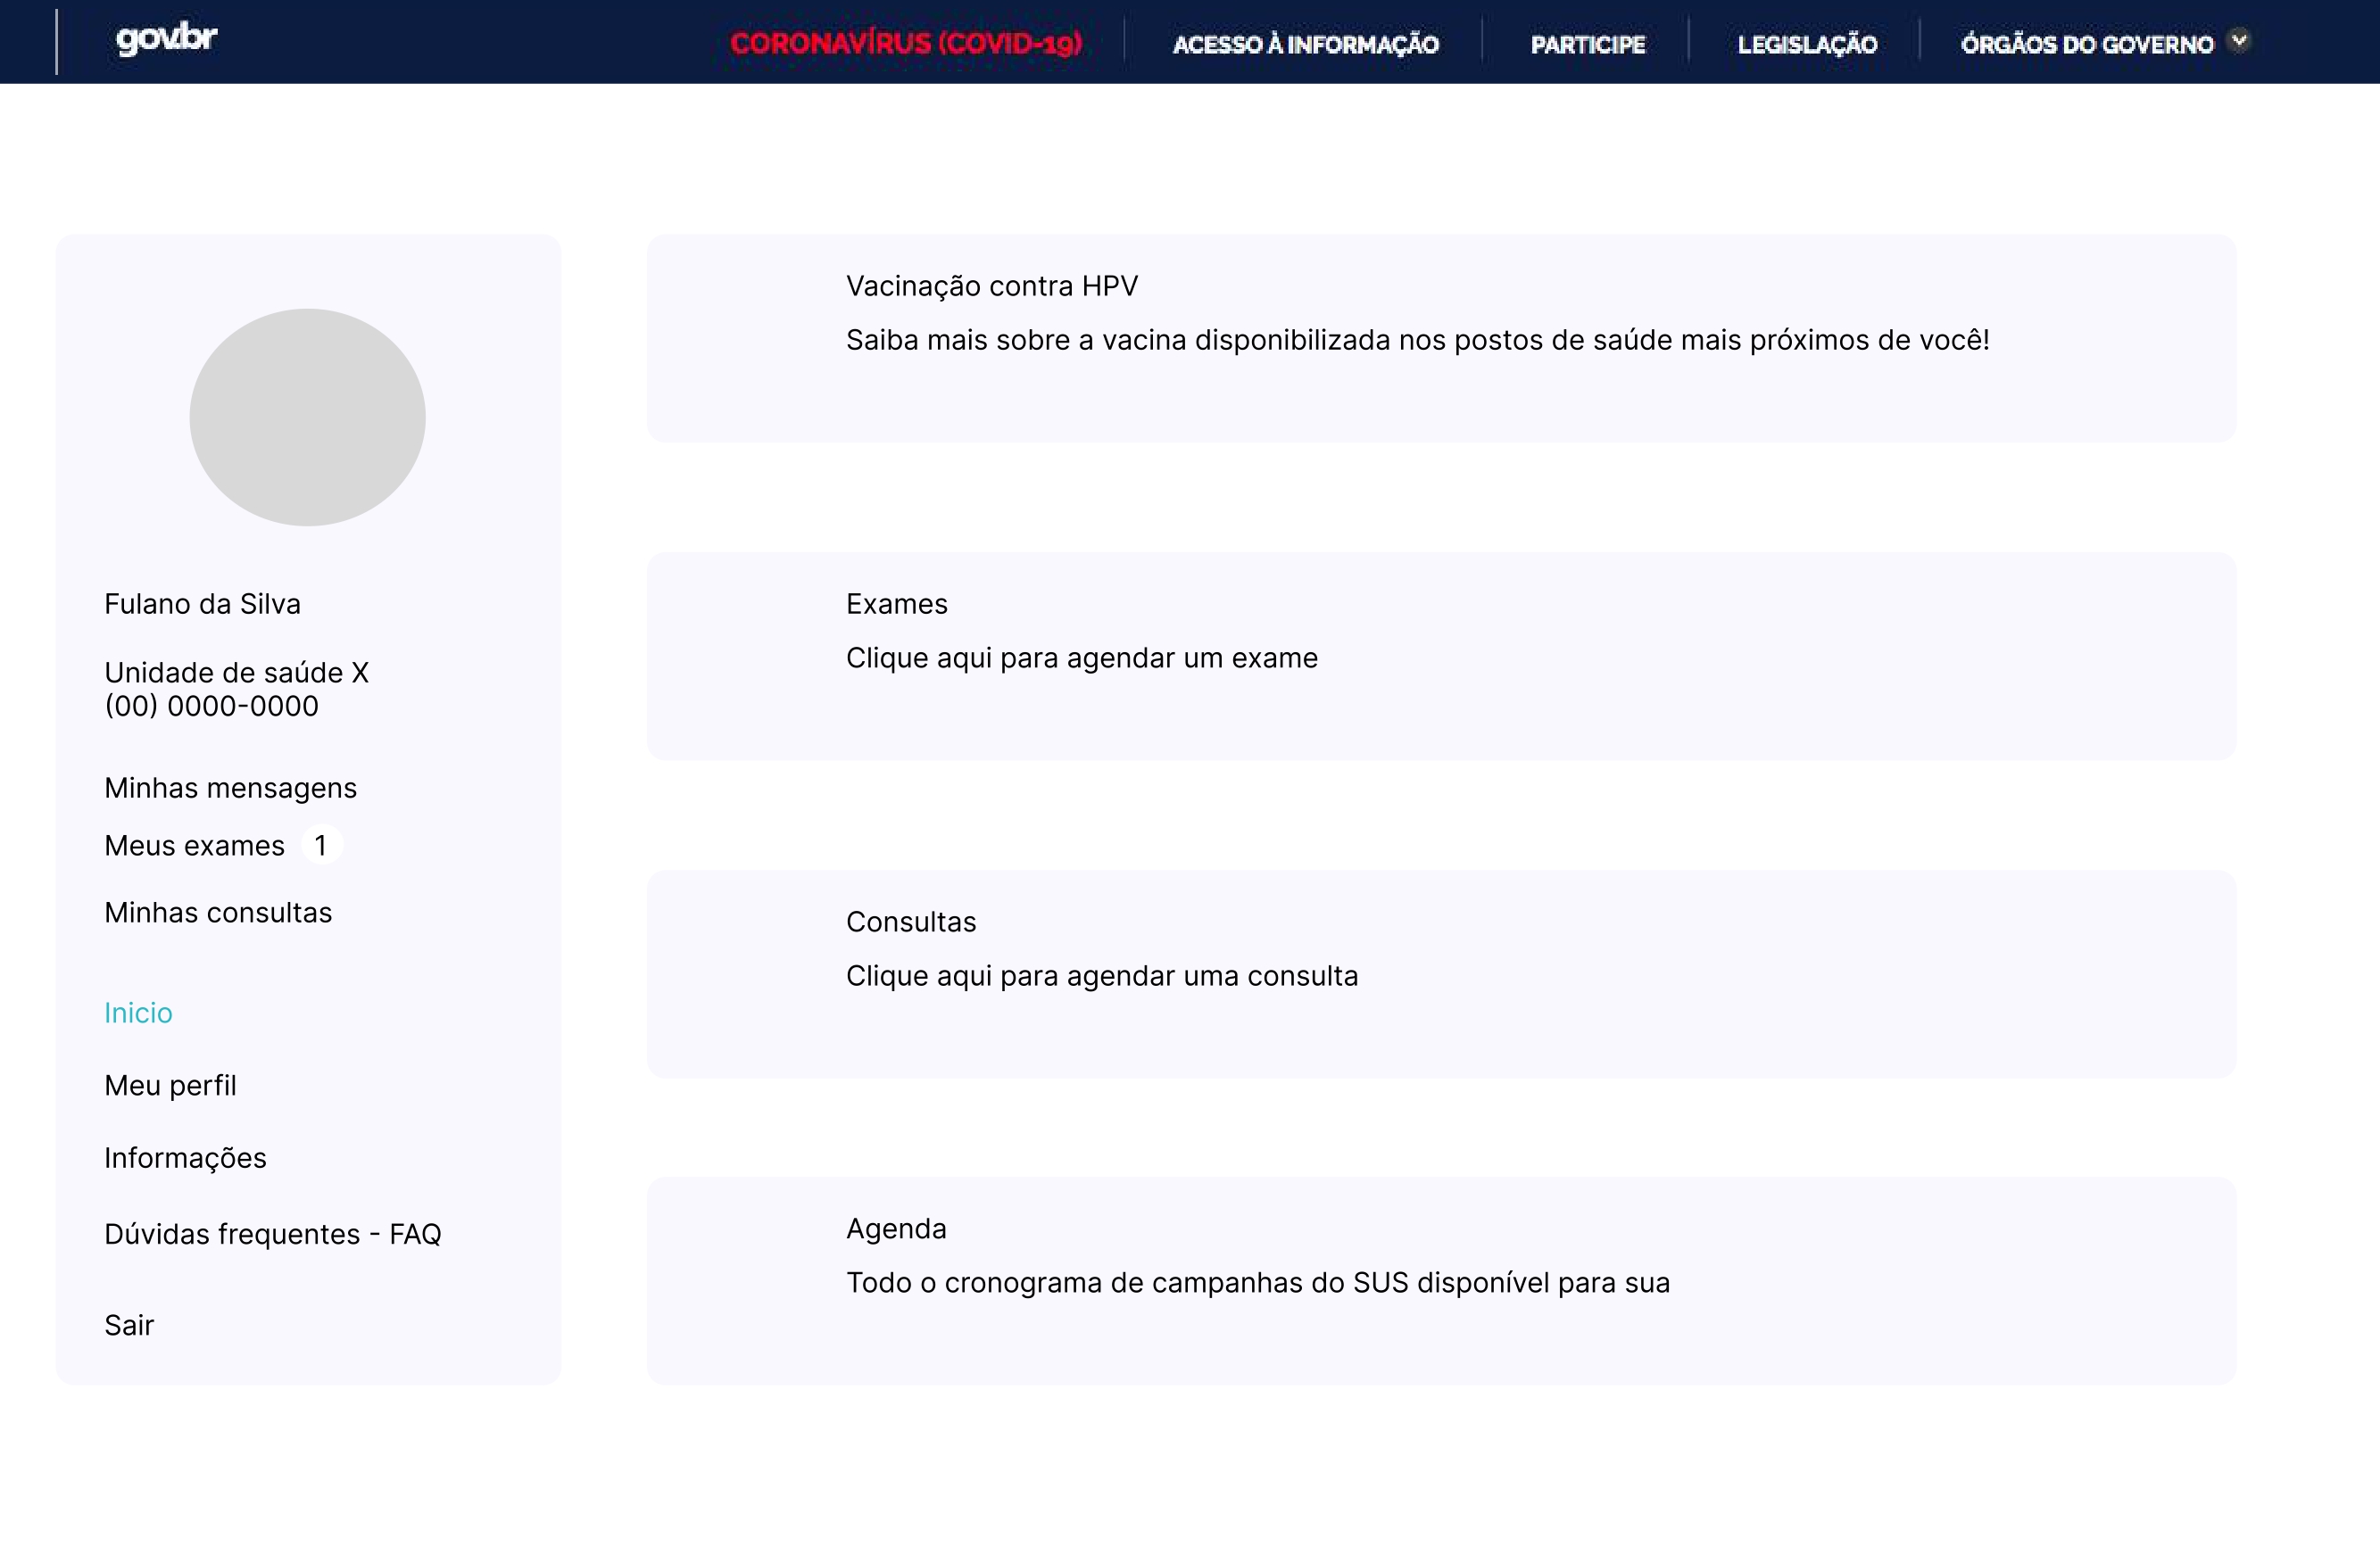 gov.br
CORONAVÍRUS (COVID-19)
ACESSO À INFORMAÇÃO
PARTICIPE
LEGISLAÇÃO
ÓRGÃOS DO GOVERNO
Fulano da Silva
Unidade de saúde X
(00) 0000-0000
Minhas mensagens
Meus exames 1
Minhas consultas
Inicio
Meu perfil
Informações
Dúvidas frequentes - FAQ
Sair
Vacinação contra HPV
Saiba mais sobre a vacina disponibilizada nos postos de saúde mais próximos de você!
Exames
Clique aqui para agendar um exame
Consultas
Clique aqui para agendar uma consulta
Agenda
Todo o cronograma de campanhas do SUS disponível para sua